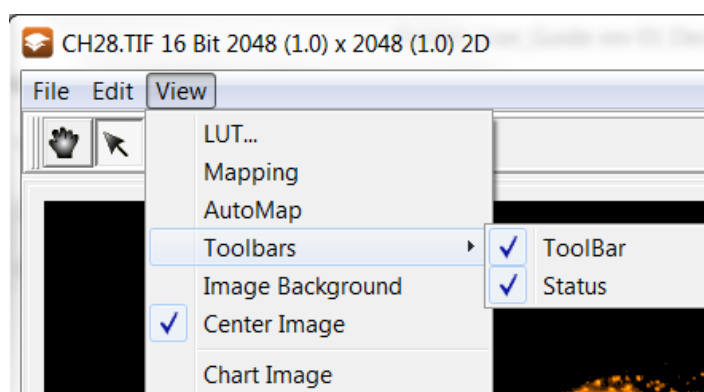 CH28.TIF 16 Bit 2048 (1.0) x 2048 (1.0) 2D
File Edit View
LUT...
Mapping
AutoMap
Toolbars
ToolBar
Image Background
Status
Center Image
Chart Image